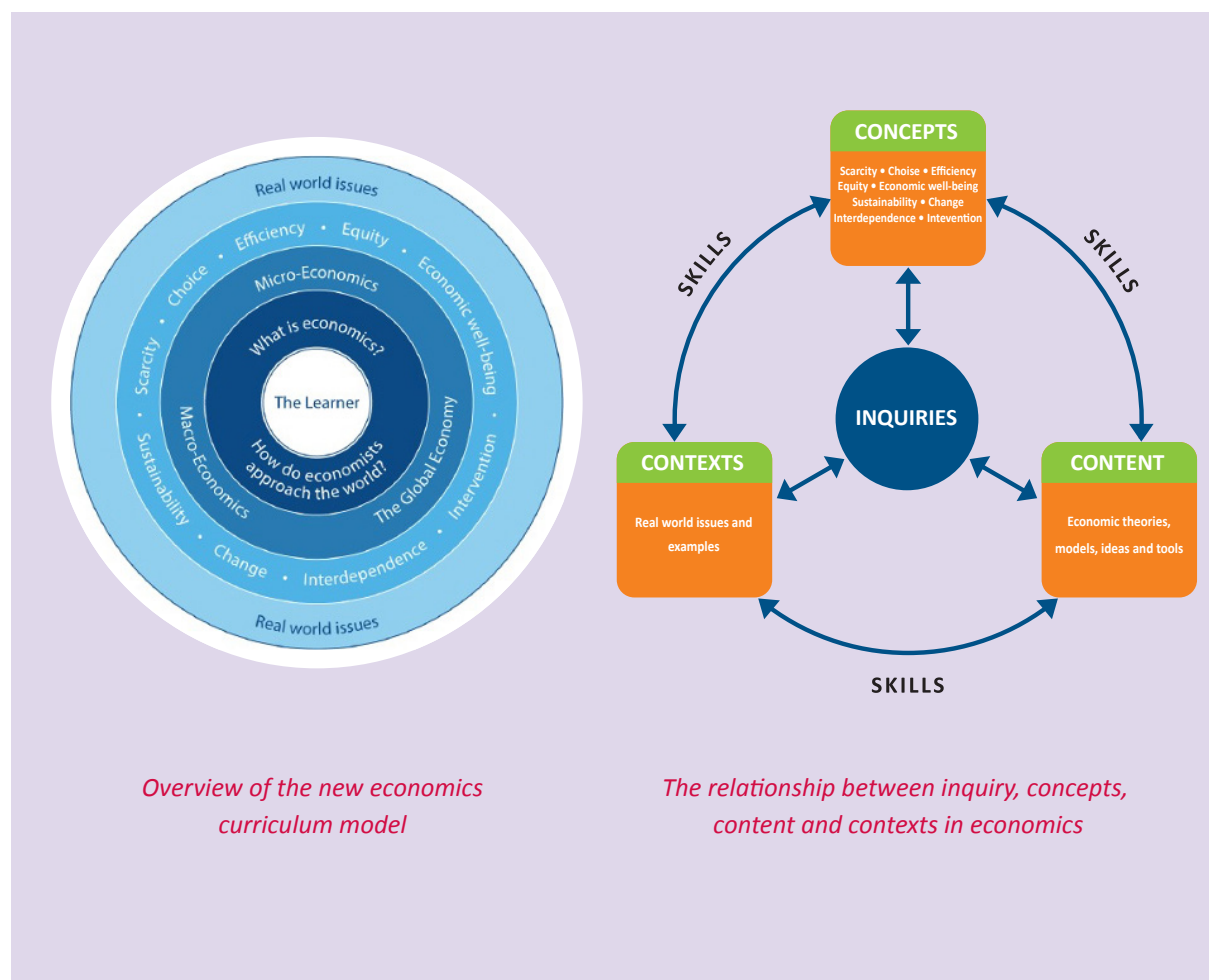 Real world issues
Scarcity • Choice • Efficiency • Equity • Economic well-being
Micro-Economics
What is economics?
The Learner
How do economists
approach the world?
Macro-Economics
The Global Economy
Sustainability • Change • Interdependence • Intervention
Real world issues
Overview of the new economics
curriculum model
CONCEPTS
Scarcity • Choise • Efficiency
Equity • Economic well-being
Sustainability • Change
Interdependence • Intevention
SKILLS
SKILLS
INQUIRIES
CONTEXTS
Real world issues and
examples
CONTENT
Economic theories,
models, ideas and tools
SKILLS
The relationship between inquiry, concepts,
content and contexts in economics